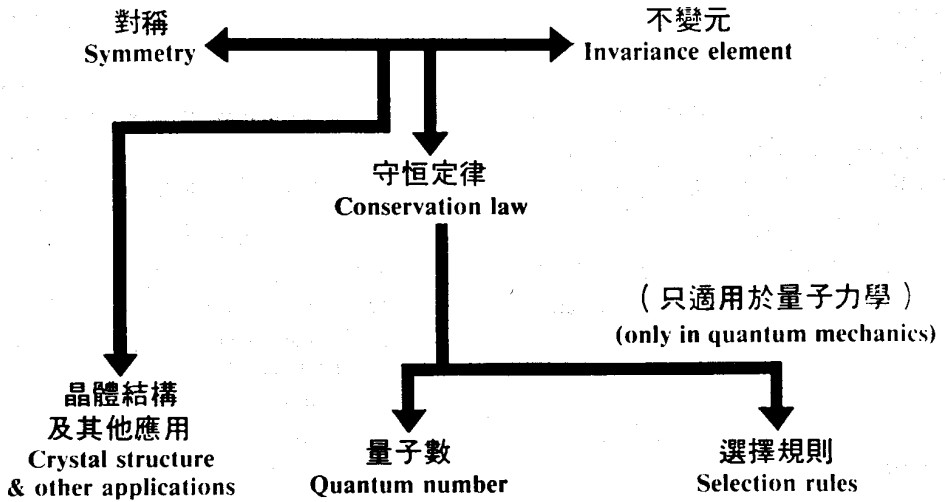 對稱
Symmetry
不變元
Invariance element
守恒定律
Conservation law
(只適用於量子力學)
(only in quantum mechanics)
晶體結構
及其他應用
Crystal structure
& other applications
量子數
Quantum number
選擇規則
Selection rules